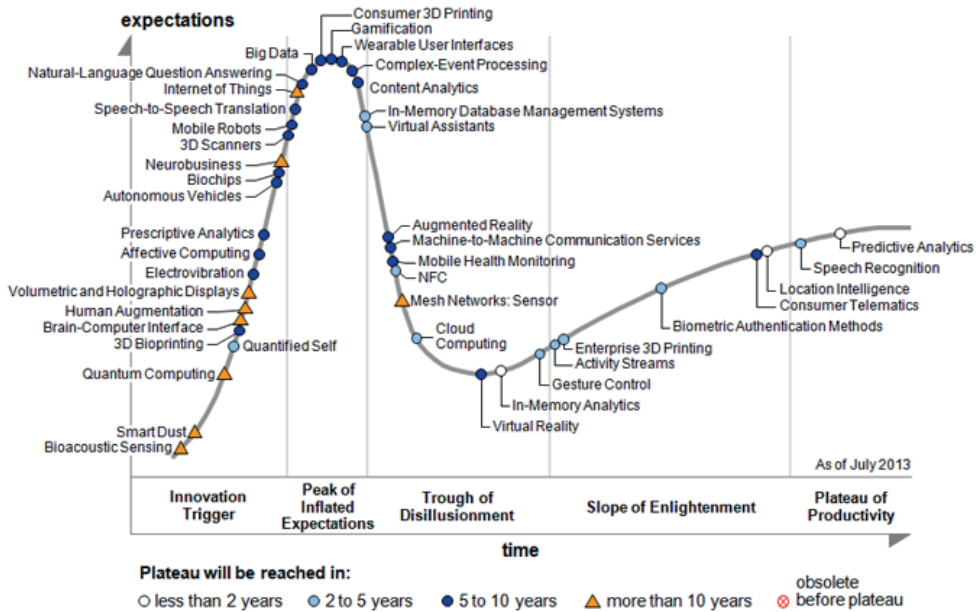 expectations
Consumer 3D Printing
Gamification
Wearable User Interfaces
Big Data
Complex-Event Processing
Natural-Language Question Answering
Content Analytics
Internet of Things
Speech-to-Speech Translation
In-Memory Database Management Systems
Mobile Robots
Virtual Assistants
3D Scanners
Neurobusiness
Biochips
Autonomous Vehicles
Augmented Reality
Prescriptive Analytics
Machine-to-Machine Communication Services
Predictive Analytics
Affective Computing
Mobile Health Monitoring
Speech Recognition
Electrovibration
NFC
Location Intelligence
Volumetric and Holographic Displays
Mesh Networks: Sensor
Consumer Telematics
Human Augmentation
Brain-Computer Interface
Biometric Authentication Methods
3D Bioprinting
Quantified Self
Cloud
Computing
Enterprise 3D Printing
Activity Streams
Quantum Computing
Gesture Control
In-Memory Analytics
Virtual Reality
Smart Dust
Bioacoustic Sensing
As of July 2013
Innovation
Trigger
Peak of
Inflated
Expectations
Trough of
Disillusionment
Slope of Enlightenment
Plateau of
Productivity
time
Plateau will be reached in:
less than 2 years
2 to 5 years
5 to 10 years
more than 10 years
obsolete
before plateau